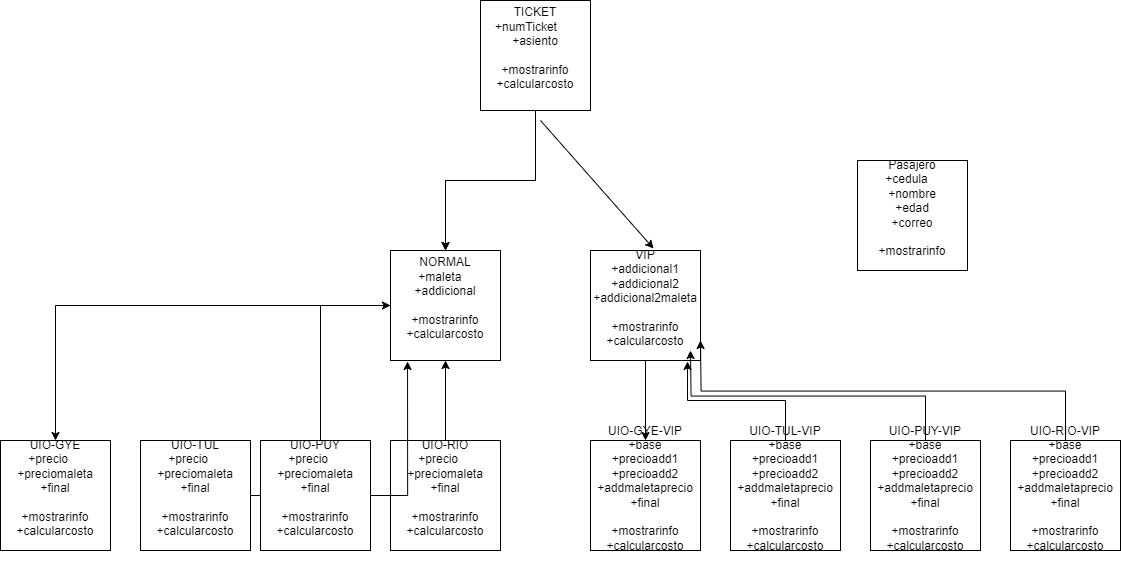 TICKET
+numTicket
+asiento
+mostrarinfo
+calcularcosto
Pasajero
+cedula
+nombre
+edad
+correo
+mostrarinfo
NORMAL
+maleta
+addicional
+mostrarinfo
+calcularcosto
VIP
+addicional1
+addicional2
+addicional2maleta
+mostrarinfo
+calcularcosto
UIO-GYE
+precio
+preciomaleta
+final
+mostrarinfo
+calcularcosto
UIO-TUL
+precio
+preciomaleta
+final
+mostrarinfo
+calcularcosto
UIO-PUY
+precio
+preciomaleta
+final
+mostrarinfo
+calcularcosto
UIO-RIO
+precio
+preciomaleta
+final
+mostrarinfo
+calcularcosto
UIO-GYE-VIP
+base
+precioadd1
+precioadd2
+addmaletaprecio
+final
+mostrarinfo
+calcularcosto
UIO-TUL-VIP
+base
+precioadd1
+precioadd2
+addmaletaprecio
+final
+mostrarinfo
+calcularcosto
UIO-PUY-VIP
+base
+precioadd1
+precioadd2
+addmaletaprecio
+final
+mostrarinfo
+calcularcosto
UIO-RIO-VIP
+base
+precioadd1
+precioadd2
+addmaletaprecio
+final
+mostrarinfo
+calcularcosto